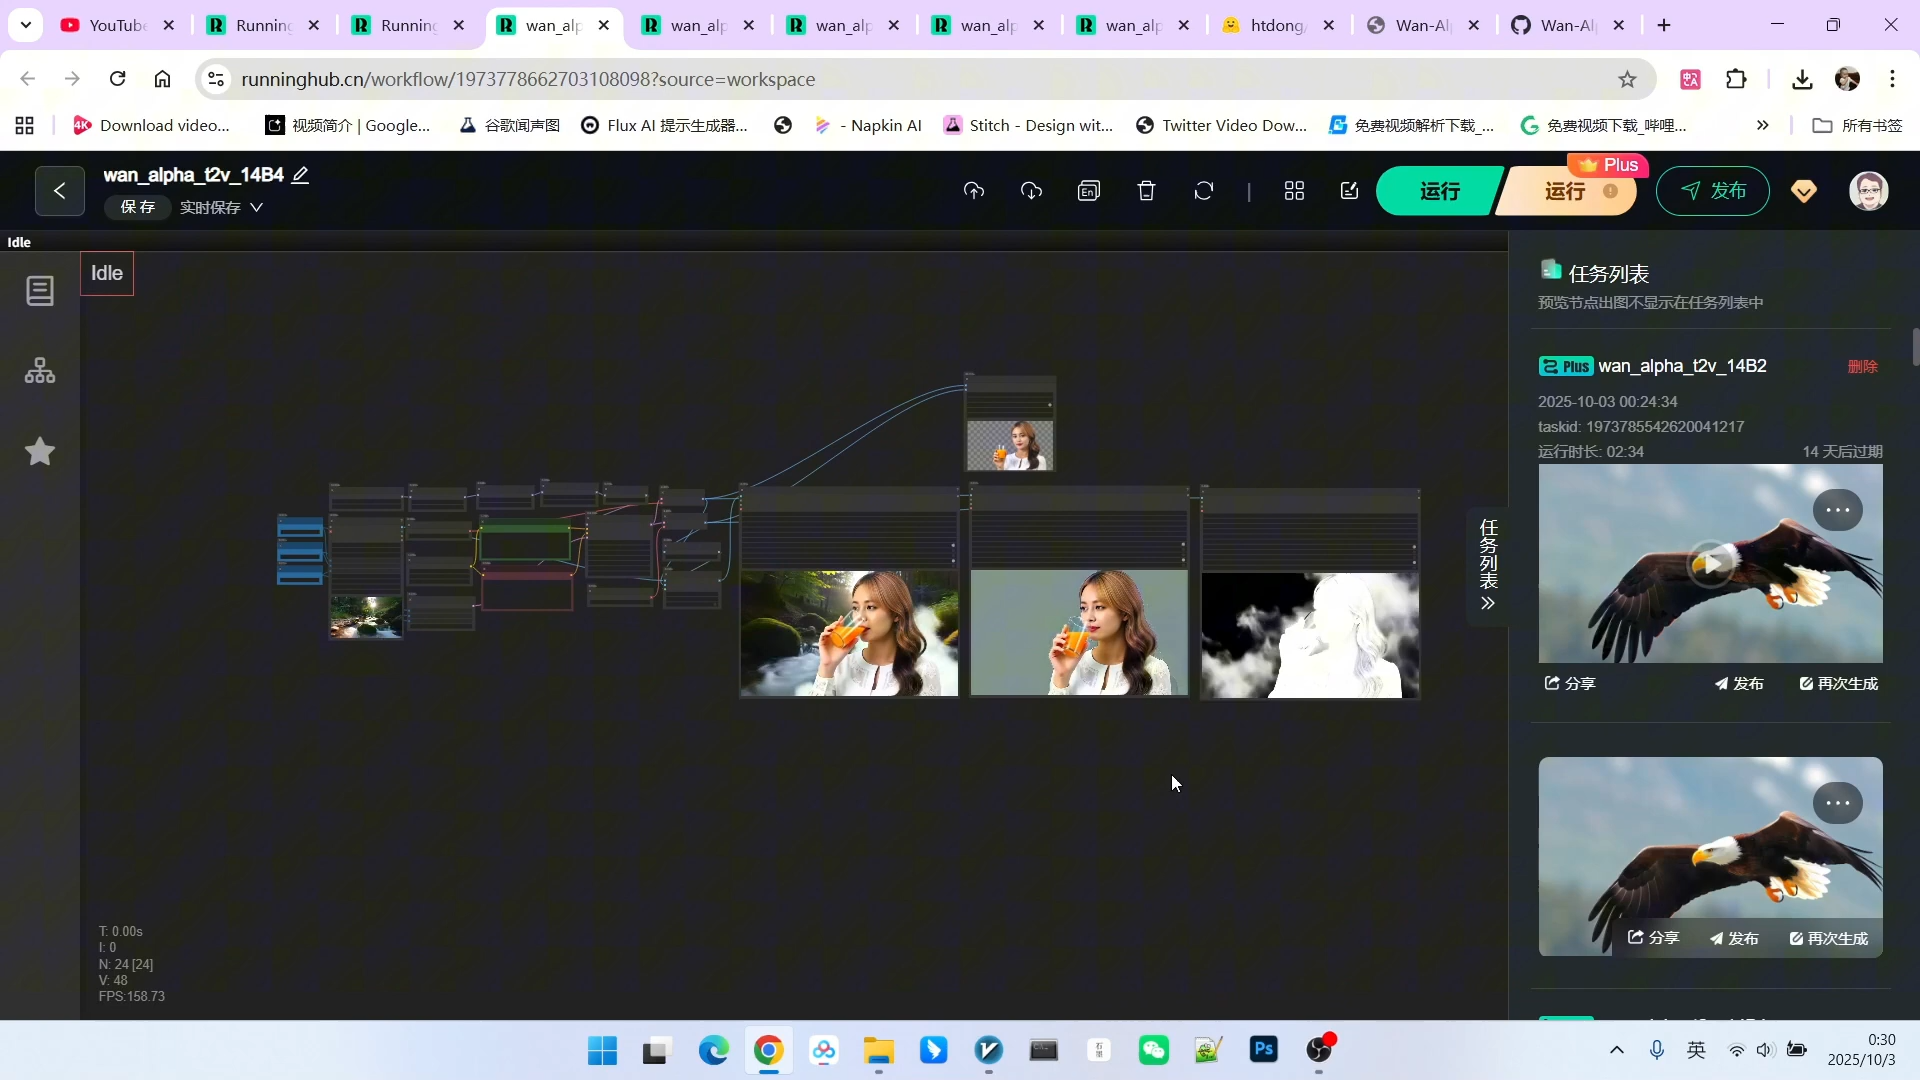 YouTube
Running
Running
wan_alp
wan_alp
wan_alp
wan_alp
wan_alp
htdong/
Wan-Al
Wan-Al
runninghub.cn/workflow/1973778662703108098?source=workspace
Download video...
视频简介 | Google...
谷歌闻声图
Flux AI 提示生成器...
- Napkin AI
Stitch - Design wit...
Twitter Video Dow...
免费视频解析下载_...
免费视频下载_哔哩...
所有书签
wan_alpha_t2v_14B4
保存
实时保存
En
运行
运行
Plus
发布
Idle
Idle
任务列表
任务列表
预览节点出图不显示在任务列表中
Plus wan_alpha_t2v_14B2
删除
2025-10-03 00:24:34
taskid: 1973785542620041217
运行时长: 02:34
14 天后过期
分享
发布
再次生成
分享
发布
再次生成
T: 0.00s
I: 0
N: 24 [24]
V: 48
FPS:158.73
Ps
英
0:30
2025/10/3